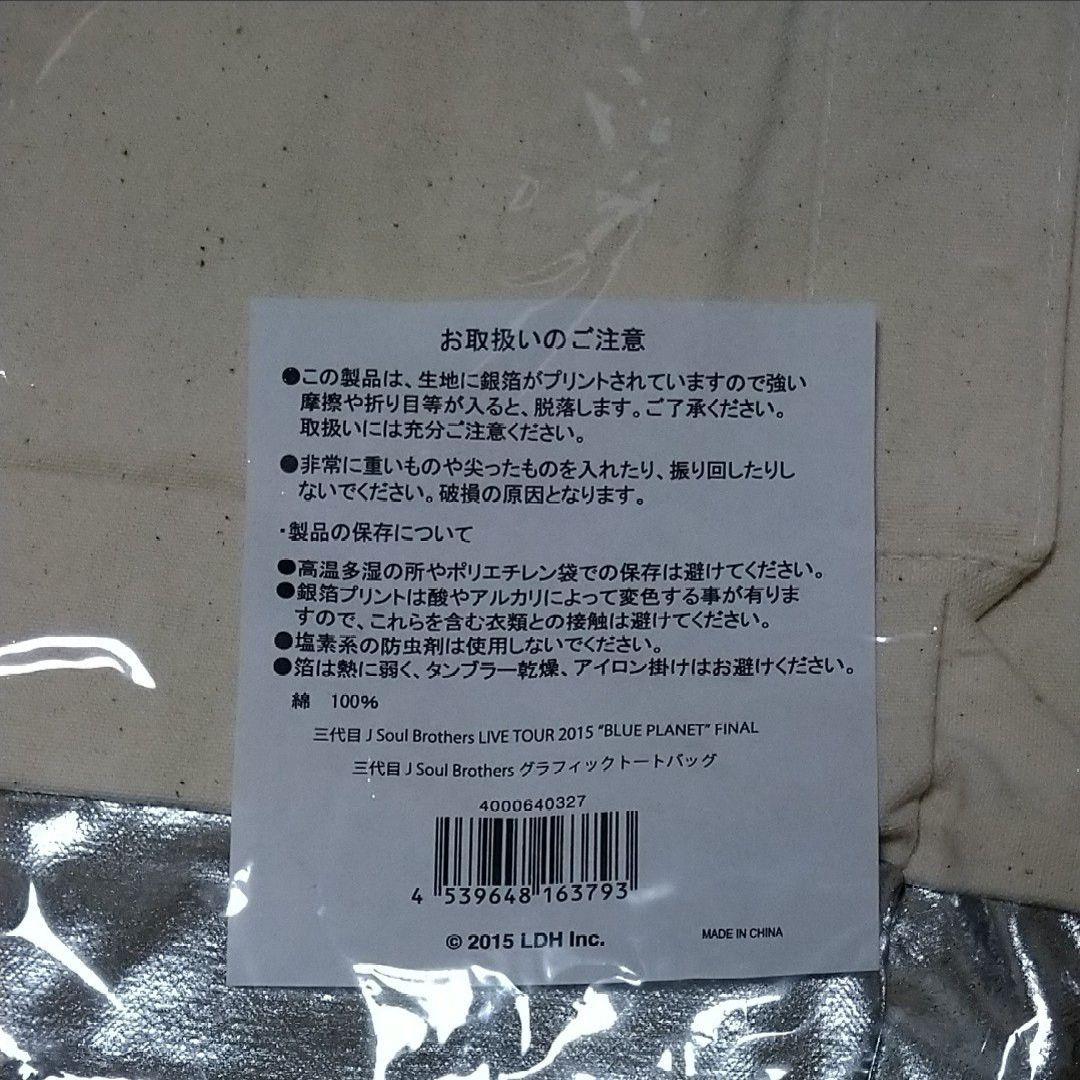 お取扱いのご注意
●この製品は、生地に銀箔がプリントされていますので強い
摩擦や折り目等が入ると、脱落します。ご了承ください。
取扱いには充分ご注意ください。
●非常に重いものや尖ったものを入れたり、振り回したりし
ないでください。破損の原因となります。
・製品の保存について
●高温多湿の所やポリエチレン袋での保存は避けてください。
●銀箔プリントは酸やアルカリによって変色する事が有りま
すので、これらを含む衣類との接触は避けてください。
●塩素系の防虫剤は使用しないでください。
●箔は熱に弱く、タンブラー乾燥、アイロン掛けはお避けください。
綿 100%
三代目 J Soul Brothers LIVE TOUR 2015 “BLUE PLANET” FINAL
三代目 J Soul Brothers グラフィックトートバッグ
4000640327
4 539648 163793
© 2015 LDH Inc.
MADE IN CHINA